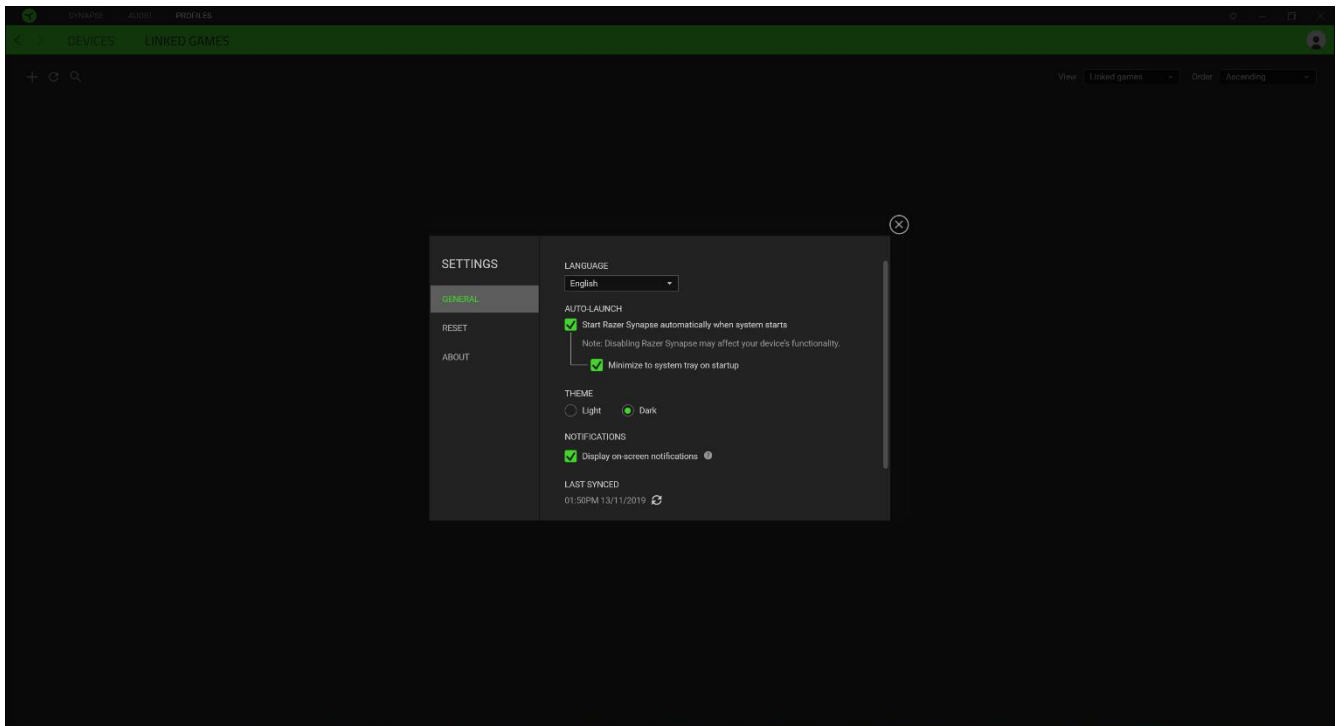 SYNAPSE AUDIO PROFILES
DEVICES LINKED GAMES
View Linked games Order Ascending
SETTINGS
GENERAL
RESET
ABOUT
LANGUAGE
English
AUTO-LAUNCH
Start Razer Synapse automatically when system starts
Note: Disabling Razer Synapse may affect your device's functionality.
Minimize to system tray on startup
THEME
Light Dark
NOTIFICATIONS
Display on-screen notifications
LAST SYNCED
01:50PM 13/11/2019